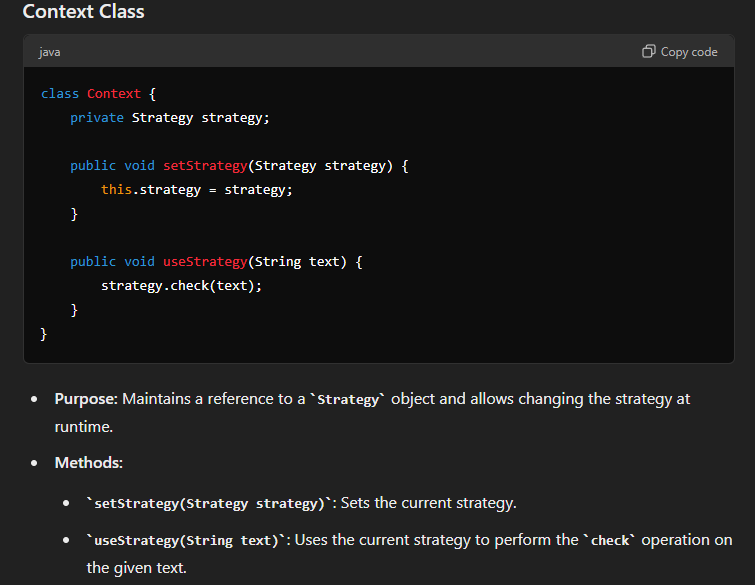 Context Class
java
Copy code
class Context {
    private Strategy strategy;
    public void setStrategy(Strategy strategy) {
        this.strategy = strategy;
    }
    public void useStrategy(String text) {
        strategy.check(text);
    }
}
• Purpose: Maintains a reference to a `Strategy` object and allows changing the strategy at
runtime.
• Methods:
• `setStrategy(Strategy strategy)`: Sets the current strategy.
• `useStrategy(String text)`: Uses the current strategy to perform the `check` operation on
the given text.